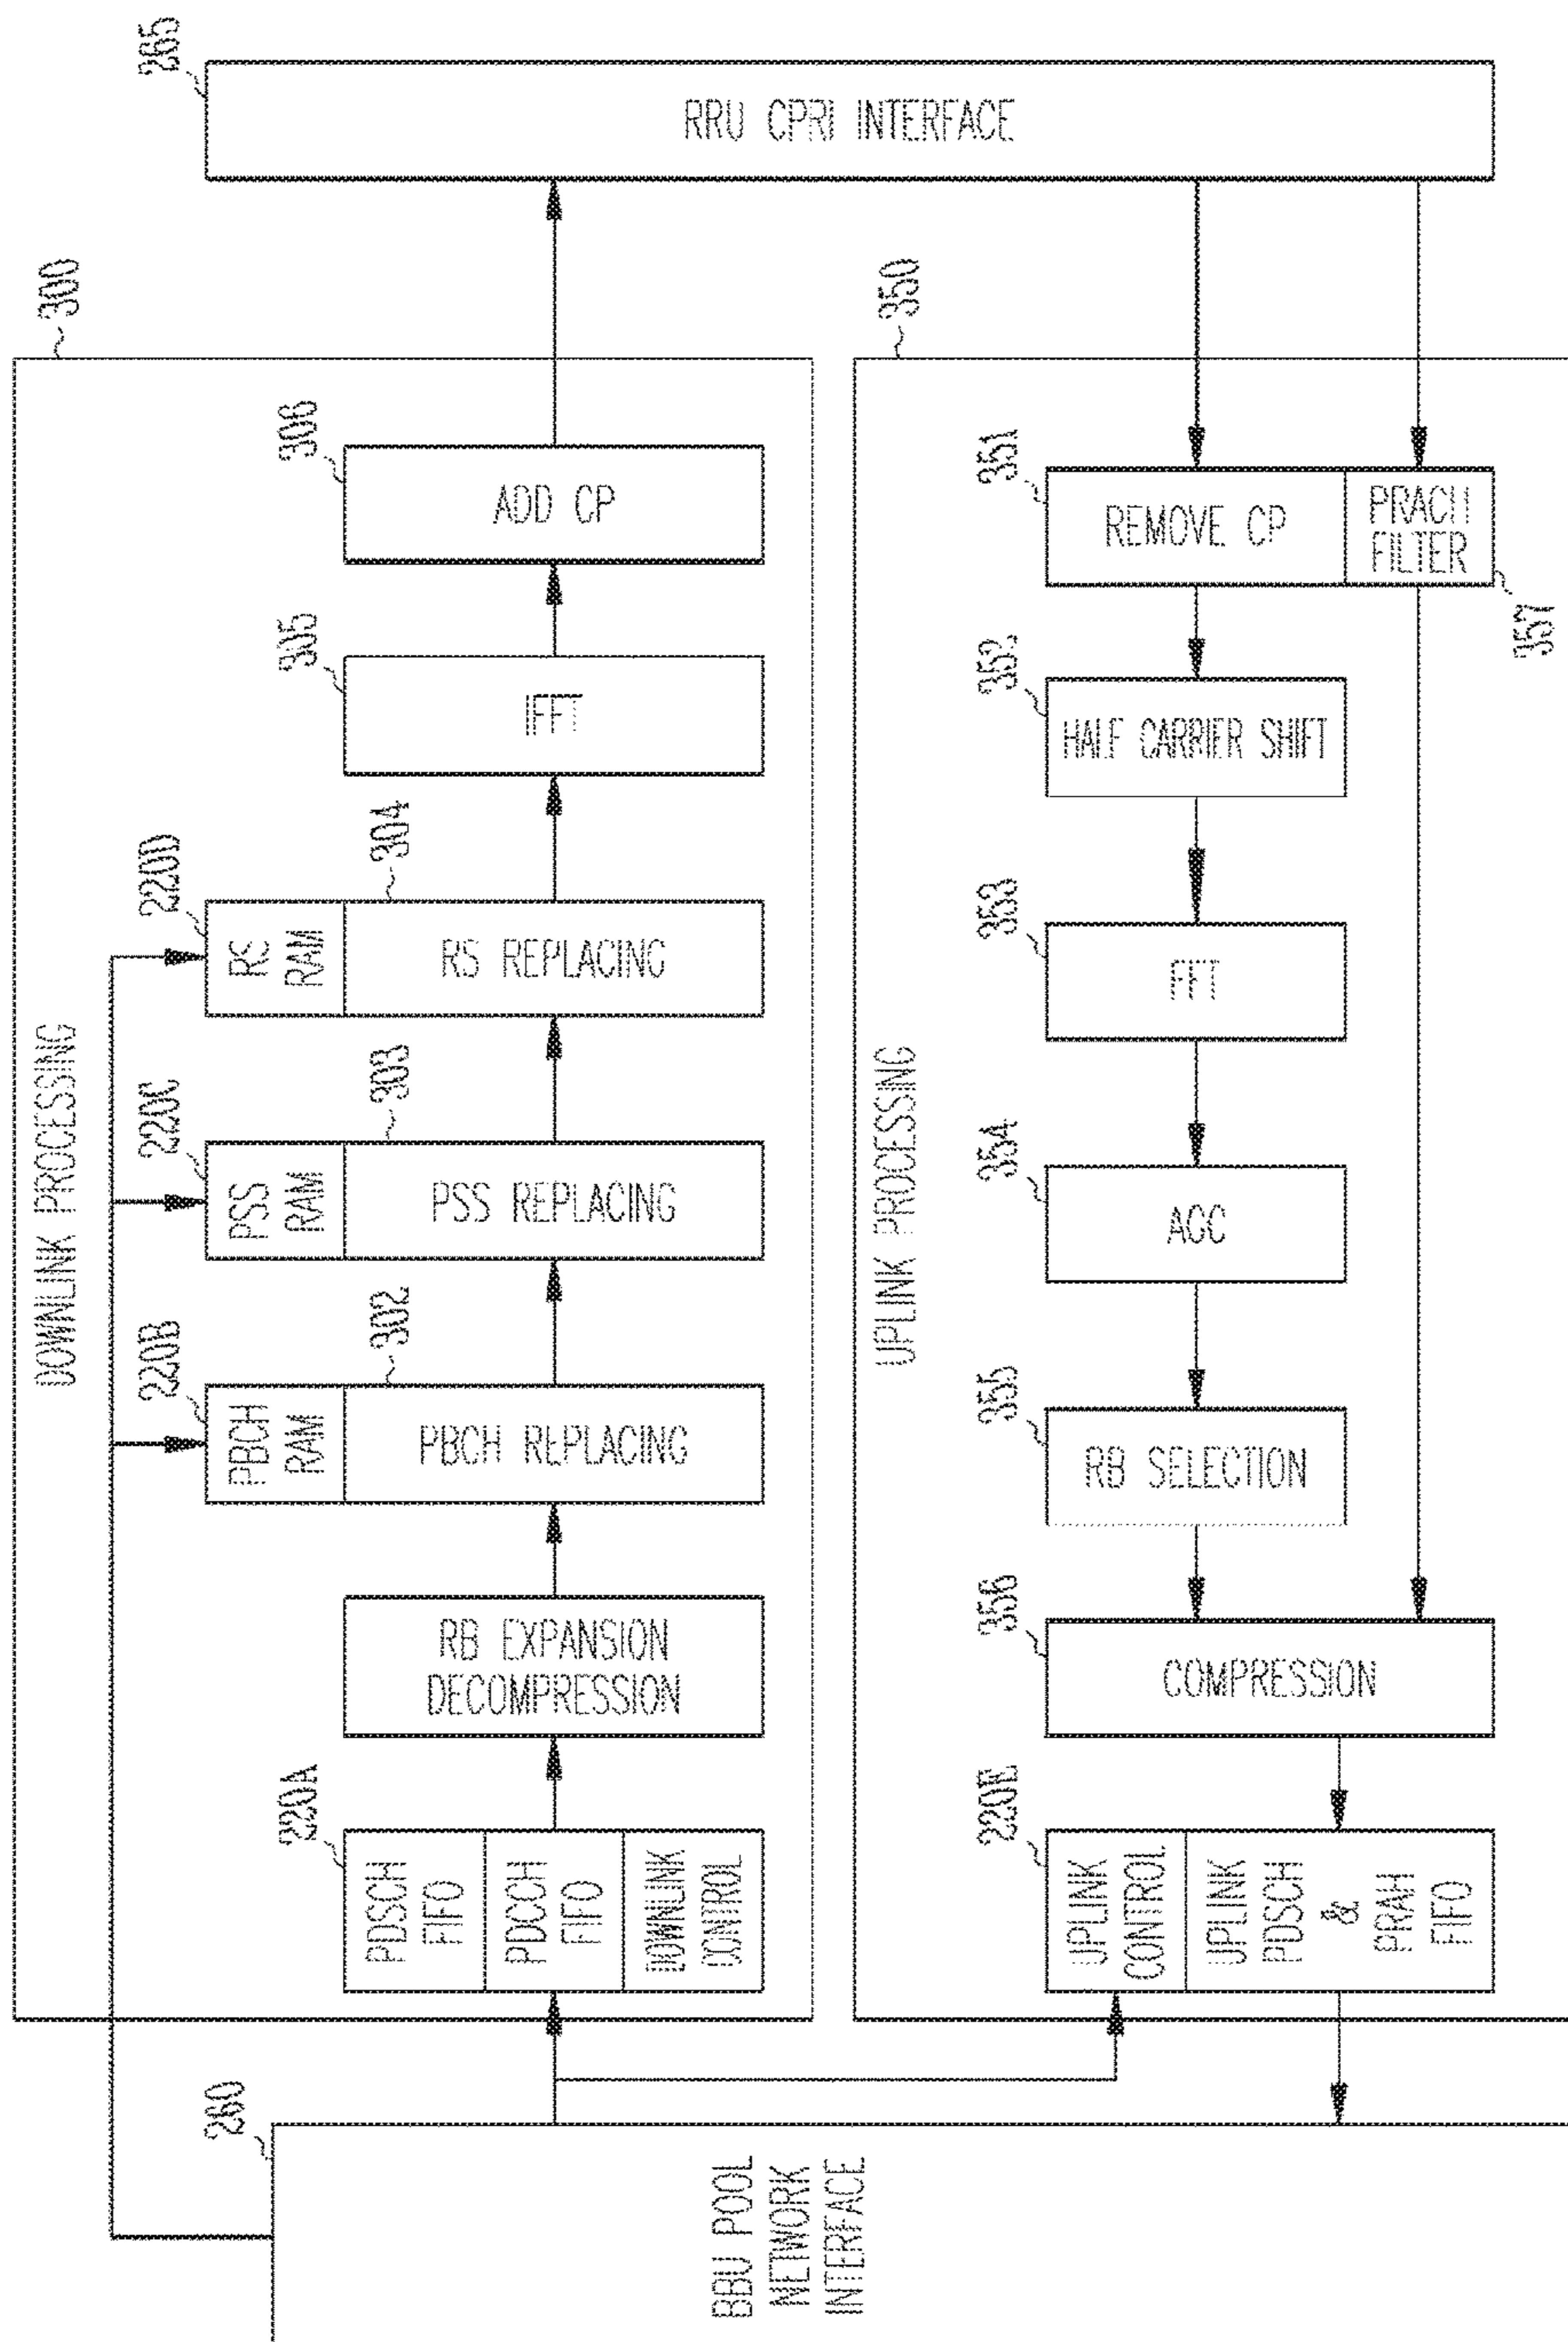 260
BBU POOL
NETWORK
INTERFACE
DOWNLINK PROCESSING
300
220A
PDSCH
FIFO
PDCCH
FIFO
DOWNLINK
CONTROL
RB EXPANSION
DECOMPRESSION
220B
PBCH
RAM
302
PBCH REPLACING
220C
PSS
RAM
303
PSS REPLACING
220D
RS
RAM
304
RS REPLACING
305
IFFT
306
ADD CP
265
RRU CPRI INTERFACE
UPLINK PROCESSING
350
220E
UPLINK
CONTROL
UPLINK
PDSCH
&
PRAH
FIFO
356
COMPRESSION
355
RB SELECTION
354
AGC
353
FFT
352
HALF CARRIER SHIFT
351
REMOVE CP
PRACH
FILTER
357